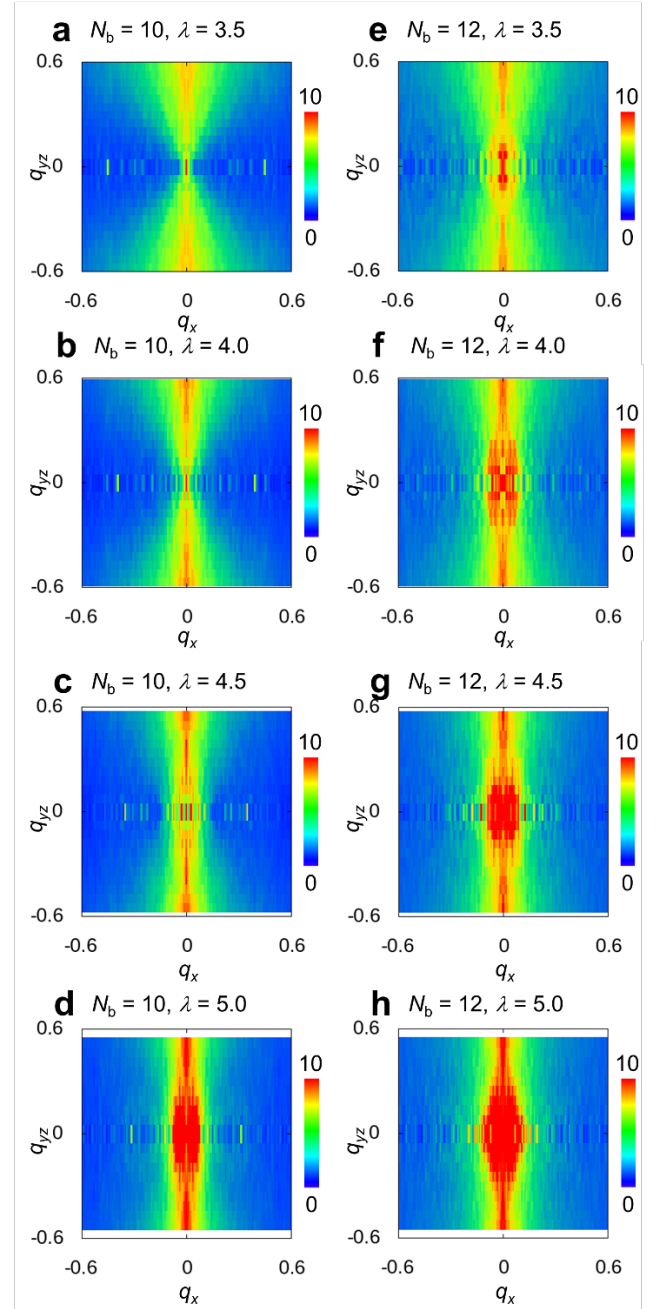 a N_b = 10, λ = 3.5
0.6
q_yz 0
-0.6
-0.6 0 0.6
q_x
10
0
e N_b = 12, λ = 3.5
0.6
q_yz 0
-0.6
-0.6 0 0.6
q_x
10
0
b N_b = 10, λ = 4.0
0.6
q_yz 0
-0.6
-0.6 0 0.6
q_x
10
0
f N_b = 12, λ = 4.0
0.6
q_yz 0
-0.6
-0.6 0 0.6
q_x
10
0
c N_b = 10, λ = 4.5
0.6
q_yz 0
-0.6
-0.6 0 0.6
q_x
10
0
g N_b = 12, λ = 4.5
0.6
q_yz 0
-0.6
-0.6 0 0.6
q_x
10
0
d N_b = 10, λ = 5.0
0.6
q_yz 0
-0.6
-0.6 0 0.6
q_x
10
0
h N_b = 12, λ = 5.0
0.6
q_yz 0
-0.6
-0.6 0 0.6
q_x
10
0